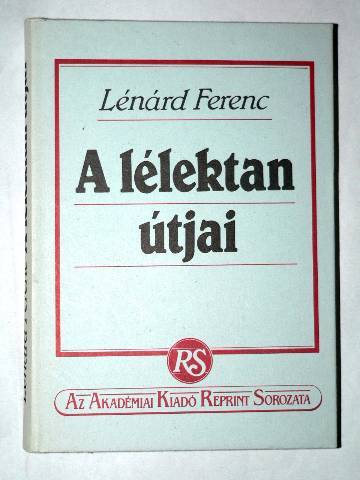 Lénárd Ferenc
A lélektan
útjai
RS
AZ AKADÉMIAI KIADÓ REPRINT SOROZATA